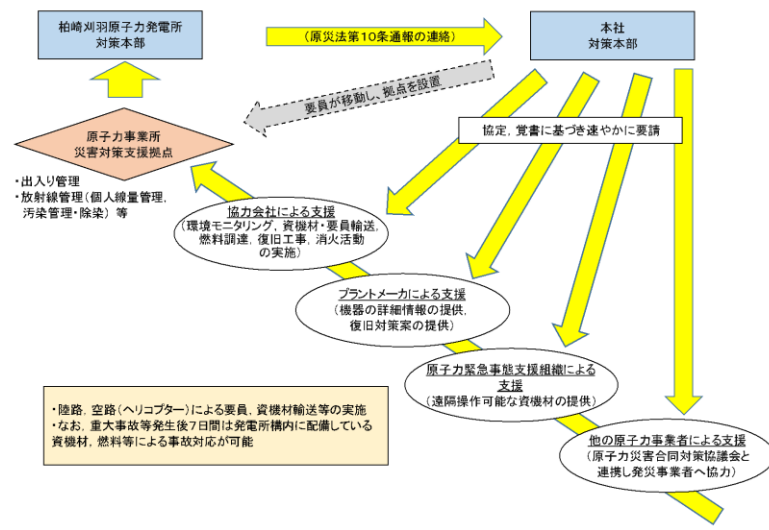 柏崎刈羽原子力発電所
対策本部
(原災法第10条通報の連絡)
本社
対策本部
要員が移動し、拠点を設置
協定、覚書に基づき速やかに要請
原子力事業所
災害対策支援拠点
・出入り管理
・放射線管理(個人線量管理，
汚染管理・除染) 等
協力会社による支援
(環境モニタリング，資機材・要員輸送，
燃料調達，復旧工事，消火活動
の実施)
プラントメーカによる支援
(機器の詳細情報の提供，
復旧対策案の提供)
原子力緊急事態支援組織による
支援
(遠隔操作可能な資機材の提供)
他の原子力事業者による支援
(原子力災害合同対策協議会と
連携し発災事業者へ協力)
・陸路，空路(ヘリコプター)による要員，資機材輸送等の実施
・なお，重大事故等発生後7日間は発電所構内に配備している
資機材，燃料等による事故対応が可能